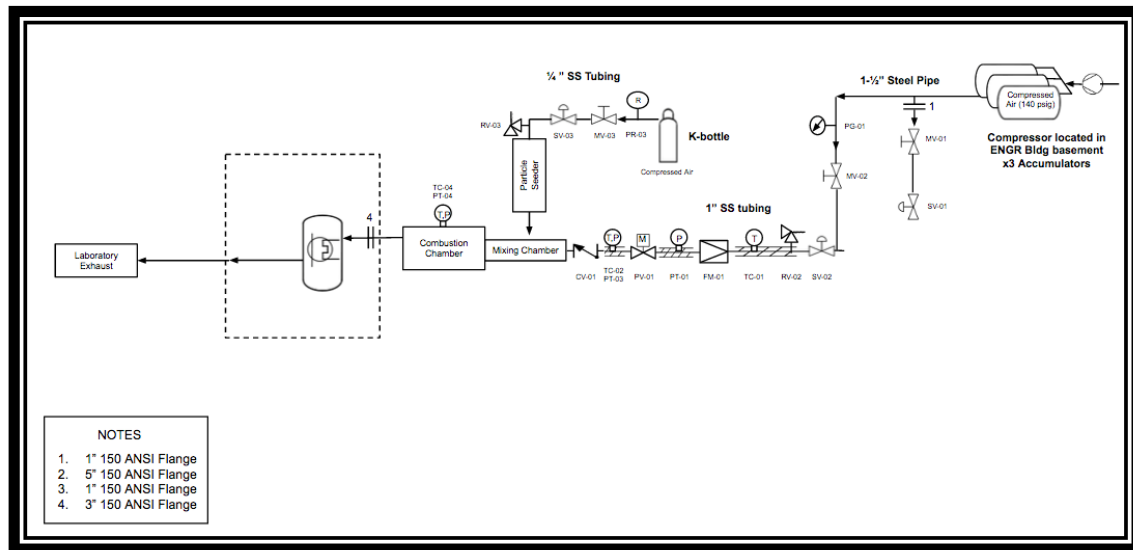 ¼ " SS Tubing
1-½" Steel Pipe
Compressed
Air (140 psig)
1
R
RV-03
SV-03
MV-03
PR-03
K-bottle
Compressed Air
PG-01
MV-01
Compressor located in
ENGR Bldg basement
x3 Accumulators
Particle
Seeder
MV-02
TC-04
PT-04
T,P
4
1" SS tubing
SV-01
Laboratory
Exhaust
Combustion
Chamber
Mixing Chamber
T,P
M
P
T
CV-01
TC-02
PT-03
PV-01
PT-01
FM-01
TC-01
RV-02
SV-02
NOTES
1. 1" 150 ANSI Flange
2. 5" 150 ANSI Flange
3. 1" 150 ANSI Flange
4. 3" 150 ANSI Flange